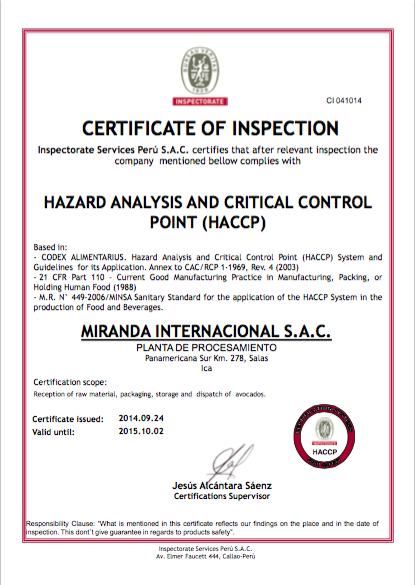 BUREAU VERITAS
1828
INSPECTORATE
CI 041014
CERTIFICATE OF INSPECTION
Inspectorate Services Perú S.A.C. certifies that after relevant inspection the
company mentioned bellow complies with
HAZARD ANALYSIS AND CRITICAL CONTROL
POINT (HACCP)
Based in:
- CODEX ALIMENTARIUS. Hazard Analysis and Critical Control Point (HACCP) System and
Guidelines for its Application. Annex to CAC/RCP 1-1969, Rev. 4 (2003)
- 21 CFR Part 110 – Current Good Manufacturing Practice in Manufacturing, Packing, or
Holding Human Food (1988)
- M.R. N° 449-2006/MINSA Sanitary Standard for the application of the HACCP System in the
production of Food and Beverages.
MIRANDA INTERNACIONAL S.A.C.
PLANTA DE PROCESAMIENTO
Panamericana Sur Km. 278, Salas
Ica
Certification scope:
Reception of raw material, packaging, storage and dispatch of avocados.
Certificate issued: 2014.09.24
Valid until: 2015.10.02
INSPECTORATE
HACCP
Jesús Alcántara Sáenz
Certifications Supervisor
Responsibility Clause: "What is mentioned in this certificate reflects our findings on the place and in the date of
inspection. This dont´t give guarantee in regards to products safety".
Inspectorate Services Perú S.A.C.
Av. Elmer Faucett 444, Callao-Perú